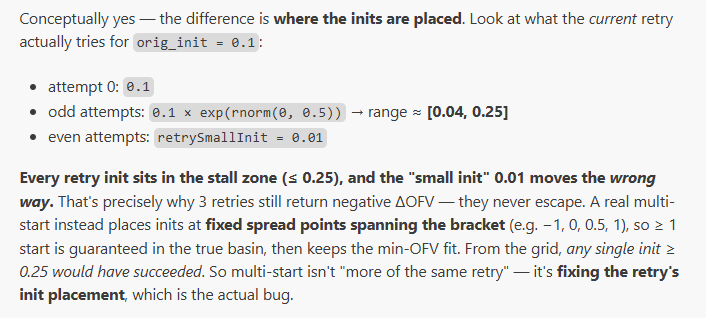 Conceptually yes — the difference is where the inits are placed. Look at what the current retry
actually tries for orig_init = 0.1:
• attempt 0: 0.1
• odd attempts: 0.1 × exp(rnorm(0, 0.5)) → range ≈ [0.04, 0.25]
• even attempts: retrySmallInit = 0.01
Every retry init sits in the stall zone (≤ 0.25), and the "small init" 0.01 moves the wrong
way. That's precisely why 3 retries still return negative ΔOFV — they never escape. A real multi-
start instead places inits at fixed spread points spanning the bracket (e.g. −1, 0, 0.5, 1), so ≥ 1
start is guaranteed in the true basin, then keeps the min-OFV fit. From the grid, any single init ≥
0.25 would have succeeded. So multi-start isn't "more of the same retry" — it's fixing the retry's
init placement, which is the actual bug.